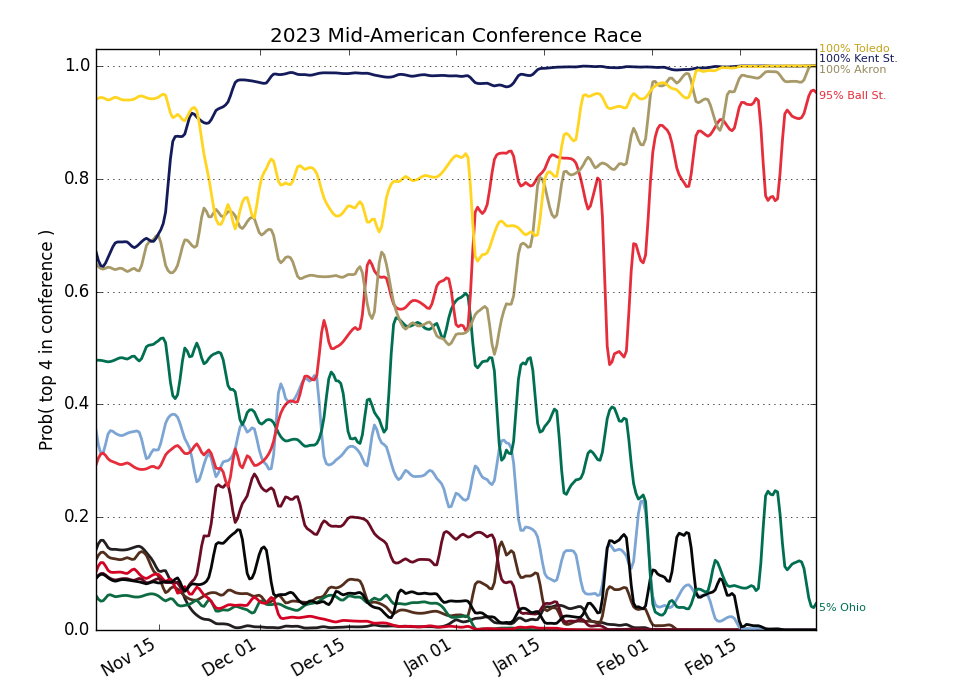 2023 Mid-American Conference Race
Prob( top 4 in conference )
1.0
0.8
0.6
0.4
0.2
0.0
Nov 15
Dec 01
Dec 15
Jan 01
Jan 15
Feb 01
Feb 15
100% Toledo
100% Kent St.
100% Akron
95% Ball St.
5% Ohio